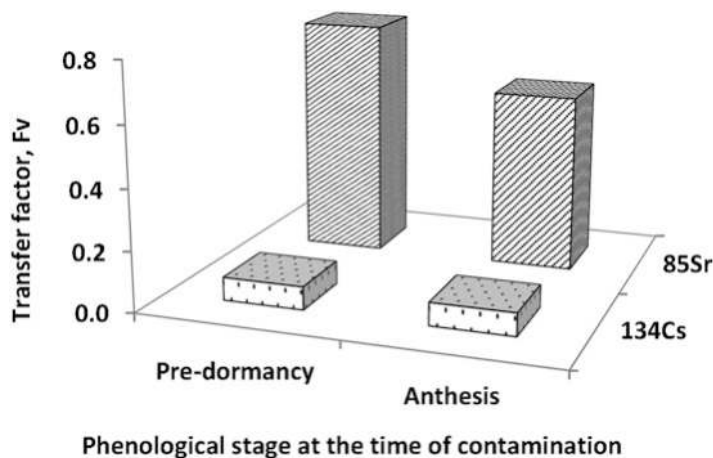 0.8
0.6
0.4
0.2
0.0
Transfer factor, Fv
85Sr
134Cs
Pre-dormancy
Anthesis
Phenological stage at the time of contamination